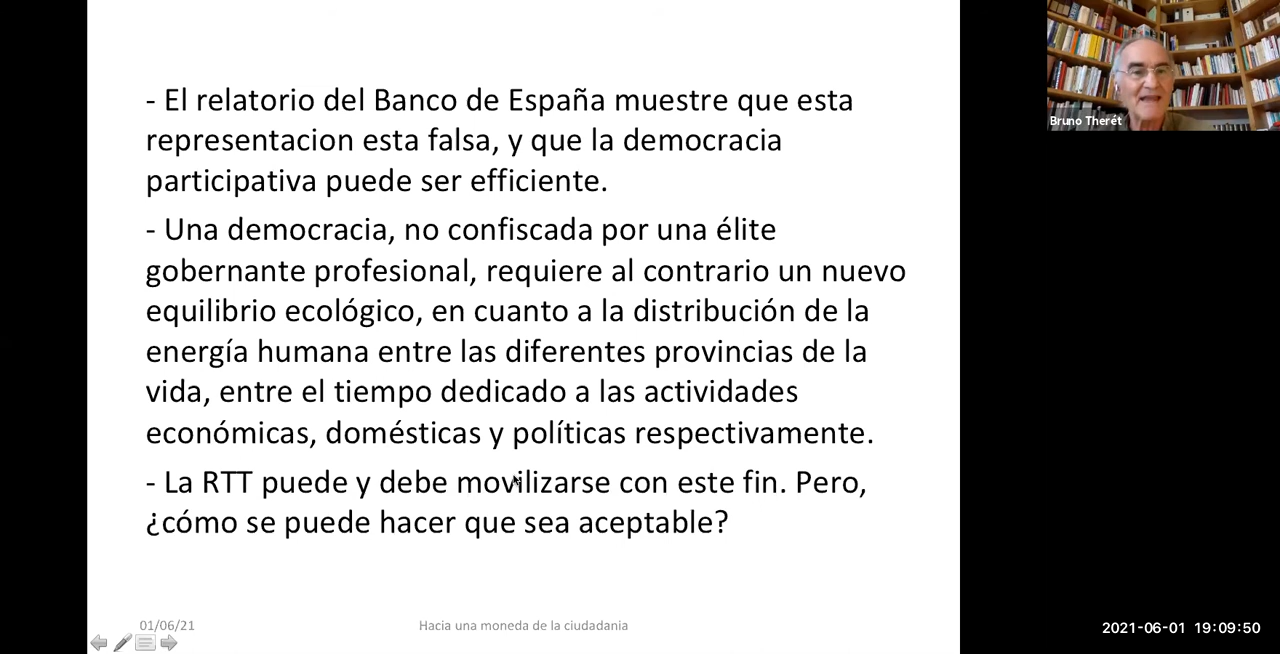 - El relatorio del Banco de España muestre que esta
representacion esta falsa, y que la democracia
participativa puede ser efficiente.
- Una democracia, no confiscada por una élite
gobernante profesional, requiere al contrario un nuevo
equilibrio ecológico, en cuanto a la distribución de la
energía humana entre las diferentes provincias de la
vida, entre el tiempo dedicado a las actividades
económicas, domésticas y políticas respectivamente.
- La RTT puede y debe movilizarse con este fin. Pero,
¿cómo se puede hacer que sea aceptable?
01/06/21
Hacia una moneda de la ciudadania
Bruno Therét
2021-06-01 19:09:50